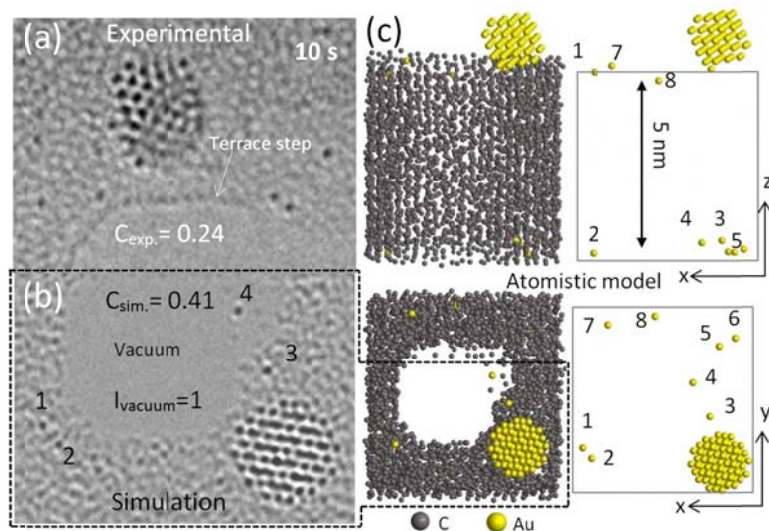 (a)
Experimental
10 s
Terrace step
Cexp.= 0.24
(b)
Csim.= 0.41
4
Vacuum
3
1
Ivacuum=1
2
Simulation
(c)
1
7
8
5 nm
z
4
3
2
5
x
Atomistic model
7
8
6
5
4
3
1
2
y
x
C
Au